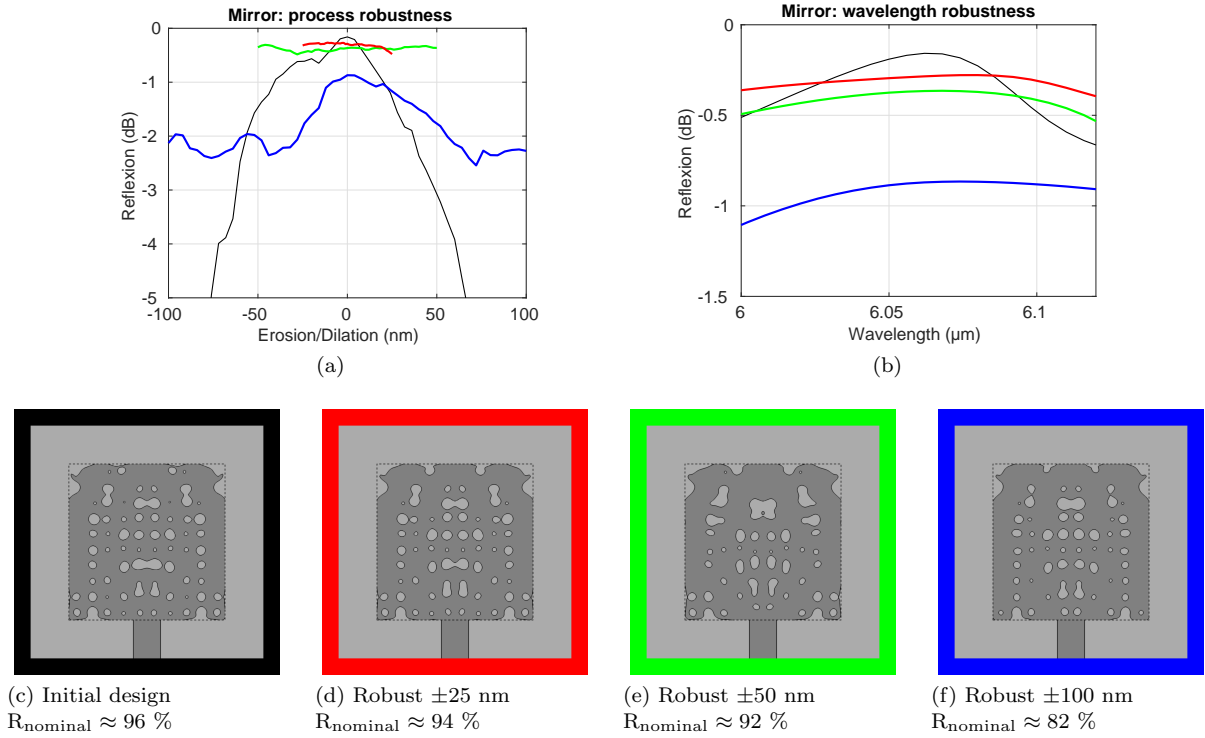 Mirror: process robustness
0
-1
-2
-3
-4
-5
Reflexion (dB)
-100
-50
0
50
100
Erosion/Dilation (nm)
(a)
Mirror: wavelength robustness
0
-0.5
-1
-1.5
Reflexion (dB)
6
6.05
6.1
Wavelength (µm)
(b)
(c) Initial design
R_nominal ≈ 96 %
(d) Robust ±25 nm
R_nominal ≈ 94 %
(e) Robust ±50 nm
R_nominal ≈ 92 %
(f) Robust ±100 nm
R_nominal ≈ 82 %